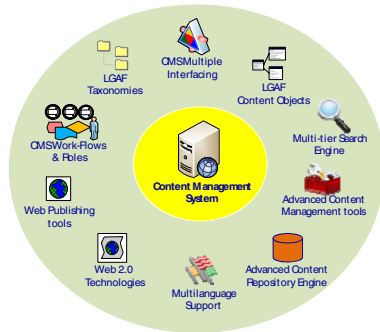 CMSMultiple
Interfacing
LGAF
Taxonomies
LGAF
Content Objects
Multi-tier Search
Engine
CMSWork-Flows
& Roles
Content Management
System
Advanced Content
Management tools
Web Publishing
tools
Web 2.0
Technologies
Multilanguage
Support
Advanced Content
Repository Engine